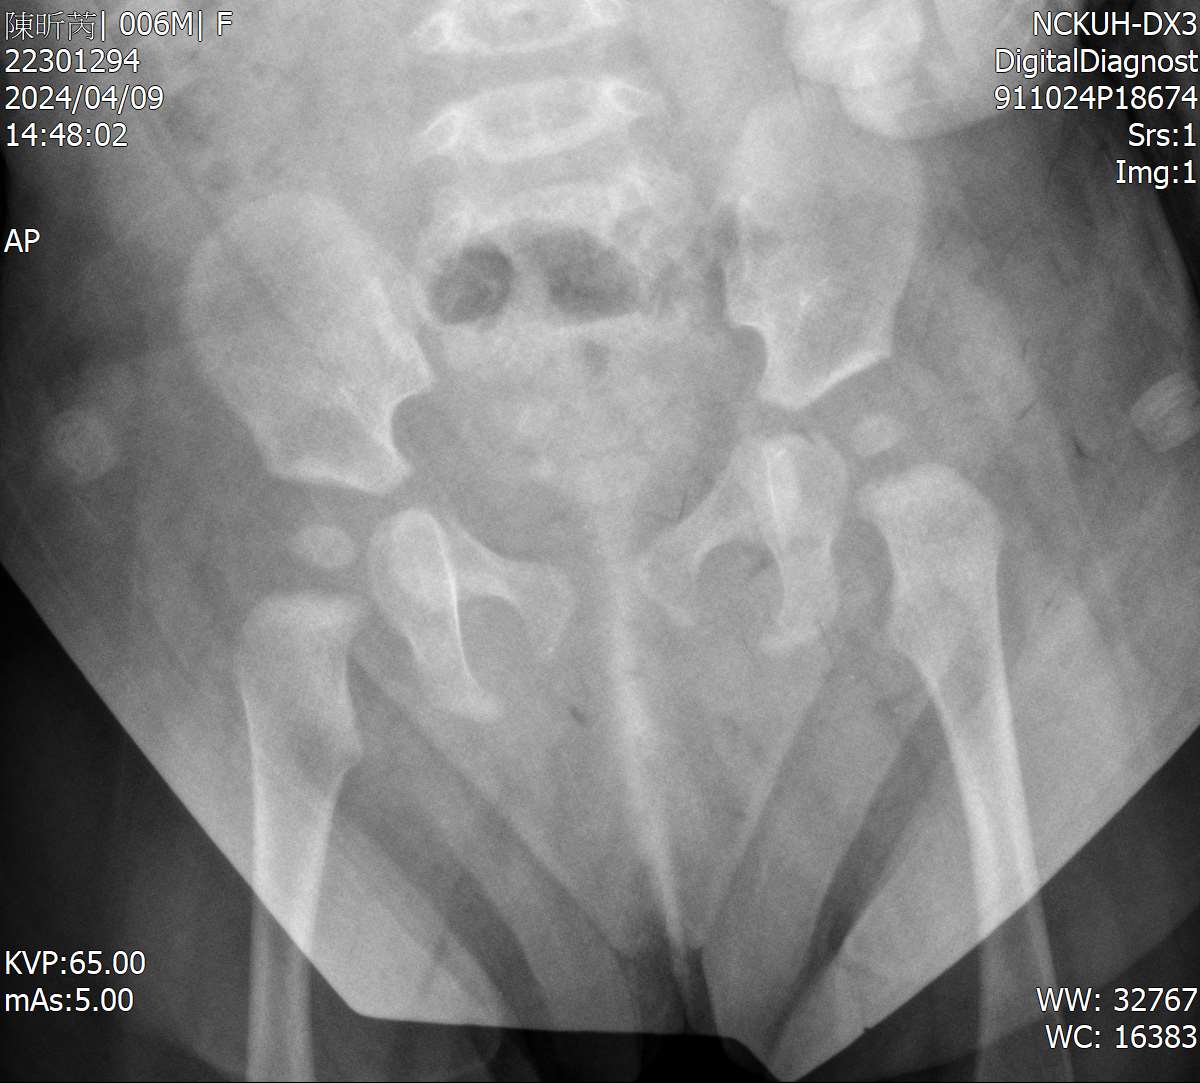 陳昕芮| 006M| F
22301294
2024/04/09
14:48:02
AP
NCKUH-DX3
DigitalDiagnost
911024P18674
Srs:1
Img:1
KVP:65.00
mAs:5.00
WW: 32767
WC: 16383